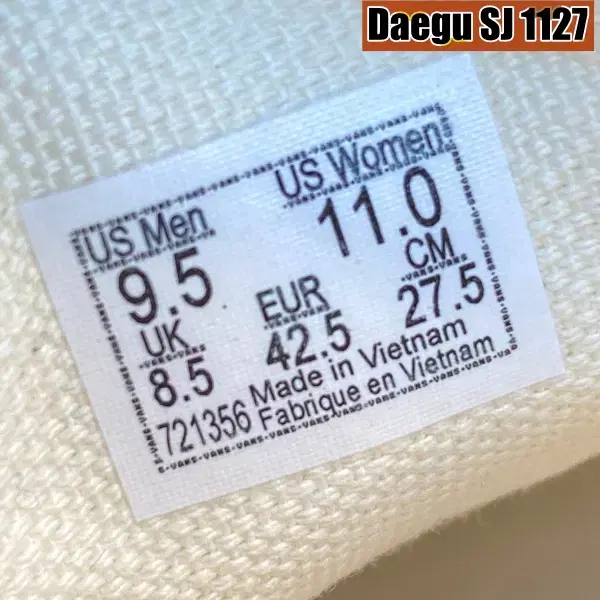 Daegu SJ 1127
US Men US Women
9.5 11.0
UK EUR CM
8.5 42.5 27.5
721356 Made in Vietnam
Fabrique en Vietnam